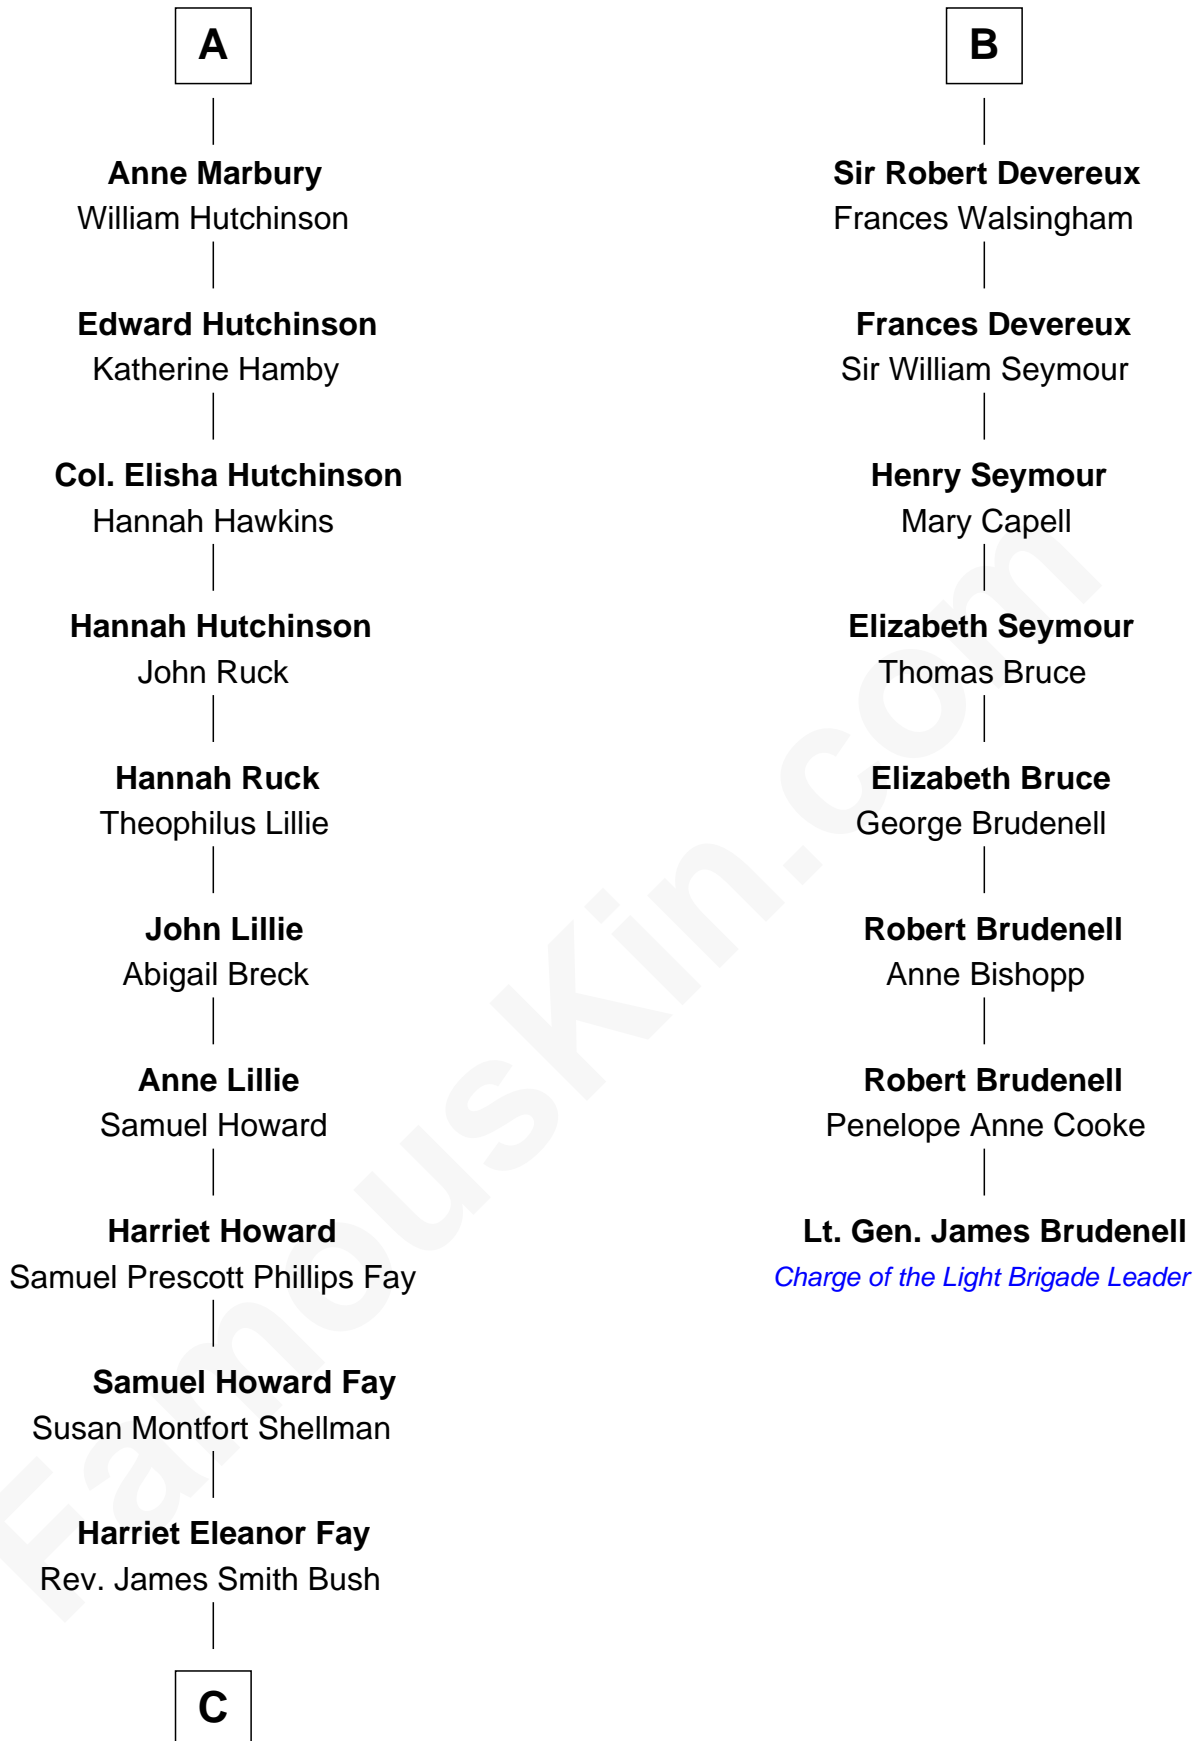 A
Anne Marbury
William Hutchinson
Edward Hutchinson
Katherine Hamby
Col. Elisha Hutchinson
Hannah Hawkins
Hannah Hutchinson
John Ruck
Hannah Ruck
Theophilus Lillie
John Lillie
Abigail Breck
Anne Lillie
Samuel Howard
Harriet Howard
Samuel Prescott Phillips Fay
Samuel Howard Fay
Susan Montfort Shellman
Harriet Eleanor Fay
Rev. James Smith Bush
C
B
Sir Robert Devereux
Frances Walsingham
Frances Devereux
Sir William Seymour
Henry Seymour
Mary Capell
Elizabeth Seymour
Thomas Bruce
Elizabeth Bruce
George Brudenell
Robert Brudenell
Anne Bishopp
Robert Brudenell
Penelope Anne Cooke
Lt. Gen. James Brudenell
Charge of the Light Brigade Leader
FamousKin.com